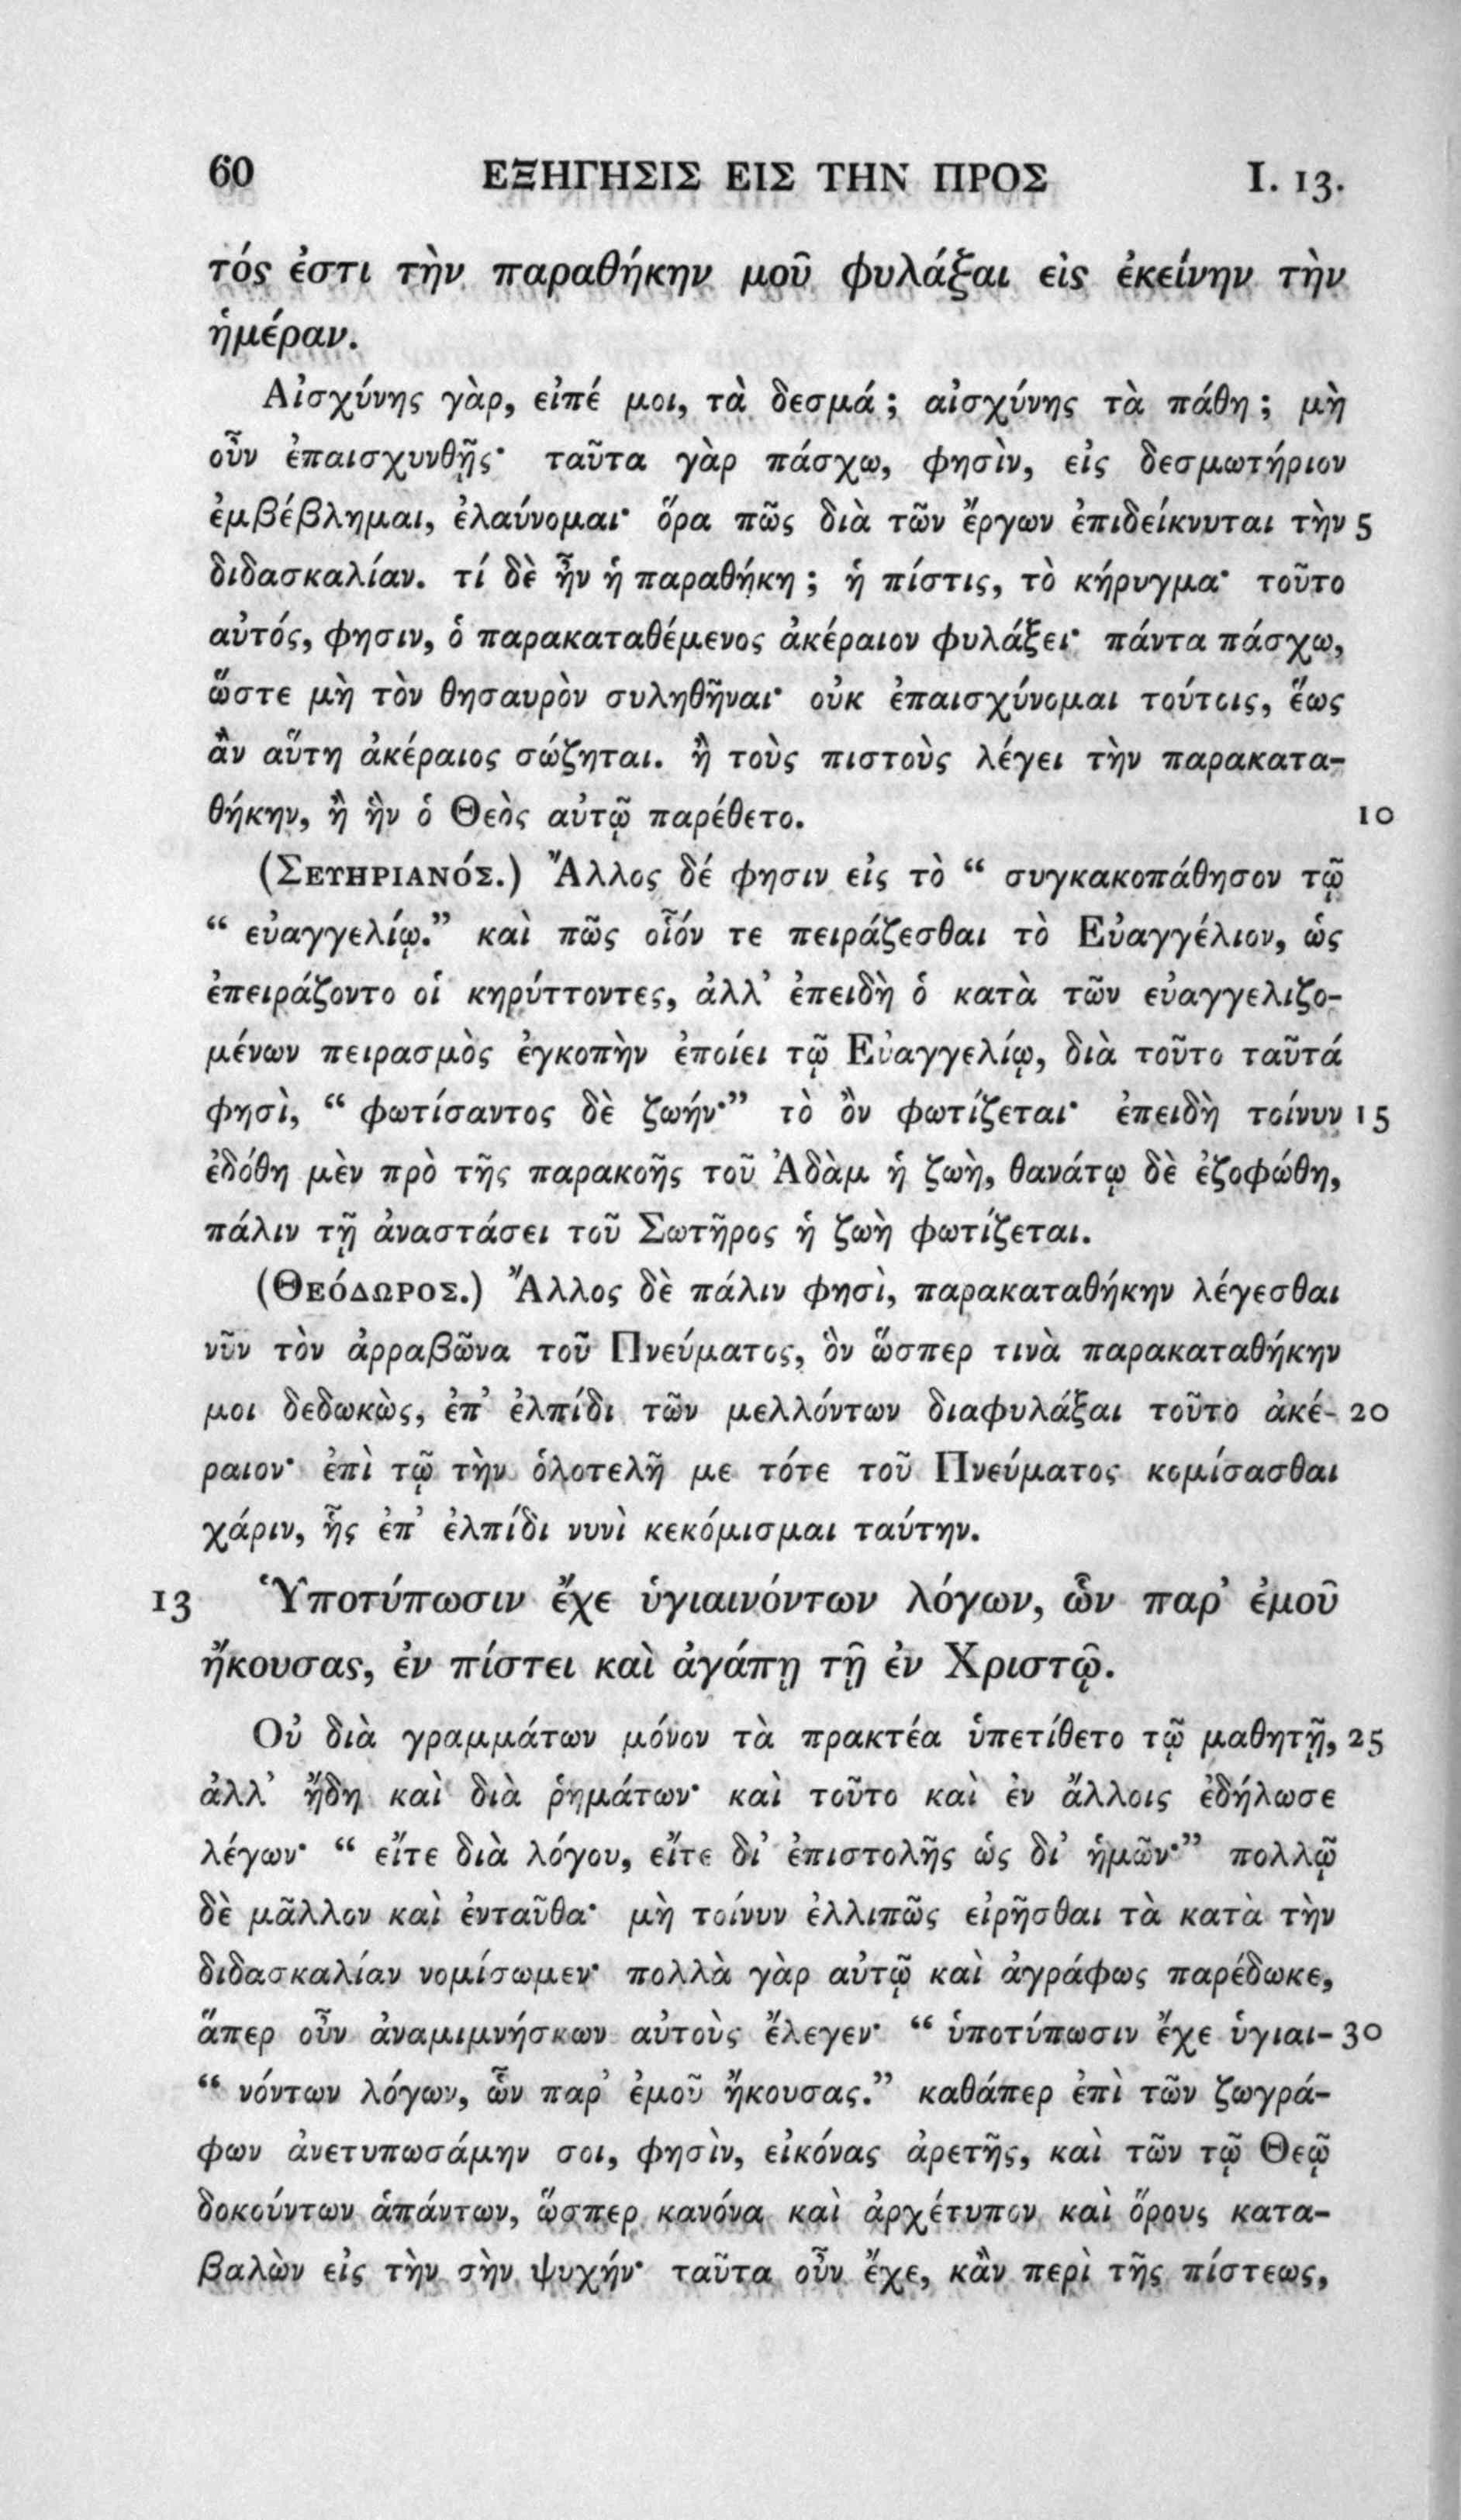 60 ΕΞΗΓΗΣΙΣ ΕΙΣ ΤΗΝ ΠΡΟΣ I. 13.
τός ἐστι τὴν παραθήκην μοῦ φυλάξαι εἰς ἐκείνην τὴν
ἡμέραν.
Αἰσχύνης γὰρ, εἰπέ μοι, τὰ δεσμά; αἰσχύνης τὰ πάθη; μὴ
οὖν ἐπαισχυνθῇς· ταῦτα γὰρ πάσχω, φησὶν, εἰς δεσμωτήριον
ἐμβέβλημαι, ἐλαύνομαι· ὅρα πῶς διὰ τῶν ἔργων ἐπιδείκνυται τὴν 5
διδασκαλίαν. τί δὲ ἦν ἡ παραθήκη; ἡ πίστις, τὸ κήρυγμα· τοῦτο
αὐτός, φησιν, ὁ παρακαταθέμενος ἀκέραιον φυλάξει· πάντα πάσχω,
ὥστε μὴ τὸν θησαυρὸν συληθῆναι· οὐκ ἐπαισχύνομαι τούτοις, ἕως
ἂν αὕτη ἀκέραιος σώζηται. ἢ τοὺς πιστοὺς λέγει τὴν παρακατα-
θήκην, ἢ ἣν ὁ Θεὸς αὐτῷ παρέθετο. 10
(ΣΕΥΗΡΙΑΝΌΣ.) Ἄλλος δέ φησιν εἰς τὸ “ συγκακοπάθησον τῷ
“ εὐαγγελίῳ.” καὶ πῶς οἷόν τε πειράζεσθαι τὸ Εὐαγγέλιον, ὡς
ἐπειράζοντο οἱ κηρύττοντες, ἀλλ’ ἐπειδὴ ὁ κατὰ τῶν εὐαγγελιζο-
μένων πειρασμὸς ἐγκοπὴν ἐποίει τῷ Εὐαγγελίῳ, διὰ τοῦτο ταῦτά
φησὶ, “ φωτίσαντος δὲ ζωήν·” τὸ ὂν φωτίζεται· ἐπειδὴ τοίνυν 15
ἐδόθη μὲν πρὸ τῆς παρακοῆς τοῦ Ἀδὰμ ἡ ζωὴ, θανάτῳ δὲ ἐζοφώθη,
πάλιν τῇ ἀναστάσει τοῦ Σωτῆρος ἡ ζωὴ φωτίζεται.
(ΘΕΌΔΩΡΟΣ.) Ἄλλος δὲ πάλιν φησὶ, παρακαταθήκην λέγεσθαι
νῦν τὸν ἀρραβῶνα τοῦ Πνεύματος, ὃν ὥσπερ τινὰ παρακαταθήκην
μοι δεδωκὼς, ἐπ’ ἐλπίδι τῶν μελλόντων διαφυλάξαι τοῦτο ἀκέ- 20
ραιον· ἐπὶ τῷ τὴν ὁλοτελῆ με τότε τοῦ Πνεύματος κομίσασθαι
χάριν, ἧς ἐπ’ ἐλπίδι νυνὶ κεκόμισμαι ταύτην.
13 Ὑποτύπωσιν ἔχε ὑγιαινόντων λόγων, ὧν παρ’ ἐμοῦ
ἤκουσας, ἐν πίστει καὶ ἀγάπῃ τῇ ἐν Χριστῷ.
Οὐ διὰ γραμμάτων μόνον τὰ πρακτέα ὑπετίθετο τῷ μαθητῇ, 25
ἀλλ’ ἤδη καὶ διὰ ῥημάτων· καὶ τοῦτο καὶ ἐν ἄλλοις ἐδήλωσε
λέγων· “ εἴτε διὰ λόγου, εἴτε δι’ ἐπιστολῆς ὡς δι’ ἡμῶν·” πολλῷ
δὲ μᾶλλον καὶ ἐνταῦθα· μὴ τοίνυν ἐλλιπῶς εἰρῆσθαι τὰ κατὰ τὴν
διδασκαλίαν νομίσωμεν· πολλὰ γὰρ αὐτῷ καὶ ἀγράφως παρέδωκε,
ἅπερ οὖν ἀναμιμνήσκων αὐτοὺς ἔλεγεν· “ ὑποτύπωσιν ἔχε ὑγιαι- 30
“ νόντων λόγων, ὧν παρ’ ἐμοῦ ἤκουσας.” καθάπερ ἐπὶ τῶν ζωγρά-
φων ἀνετυπωσάμην σοι, φησὶν, εἰκόνας ἀρετῆς, καὶ τῶν τῷ Θεῷ
δοκούντων ἁπάντων, ὥσπερ κανόνα καὶ ἀρχέτυπον καὶ ὅρους κατα-
βαλὼν εἰς τὴν σὴν ψυχήν· ταῦτα οὖν ἔχε, κἂν περὶ τῆς πίστεως,